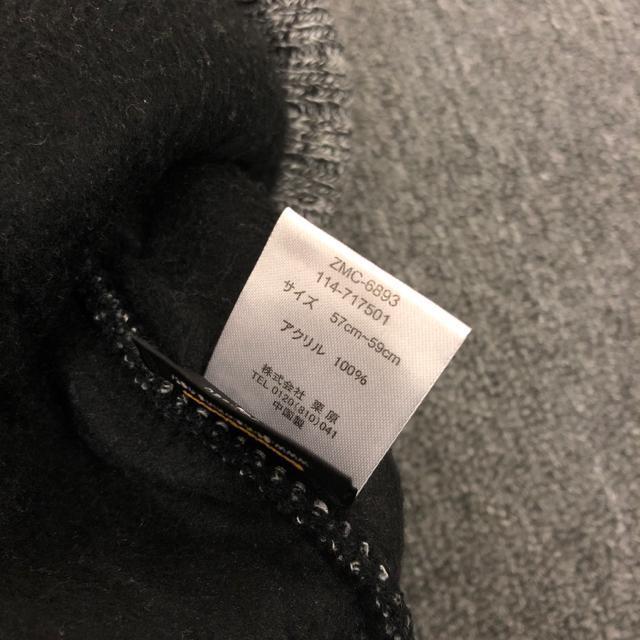 ZMC-6893
114-717501
サイズ 57cm~59cm
アクリル 100%
株式会社 栗原
TEL 0120(810)041
中国製